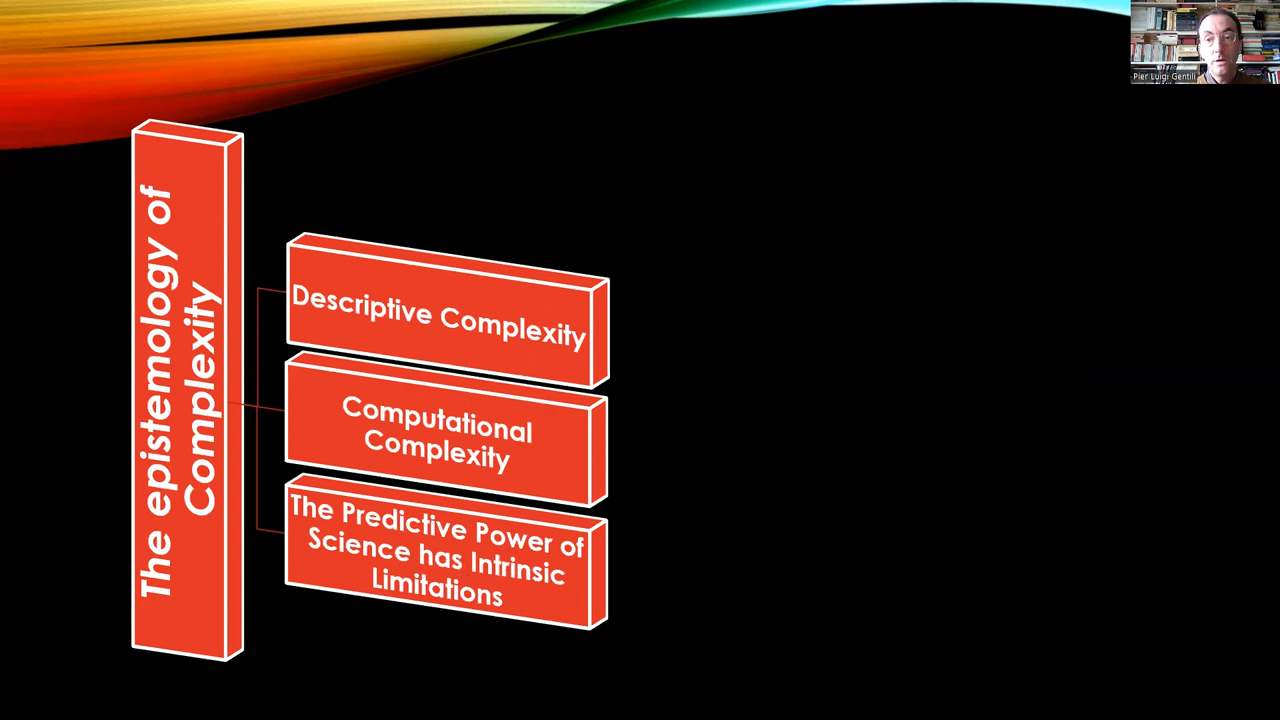 The epistemology of
Complexity
Descriptive Complexity
Computational
Complexity
The Predictive Power of
Science has Intrinsic
Limitations
Pier Luigi Gentili